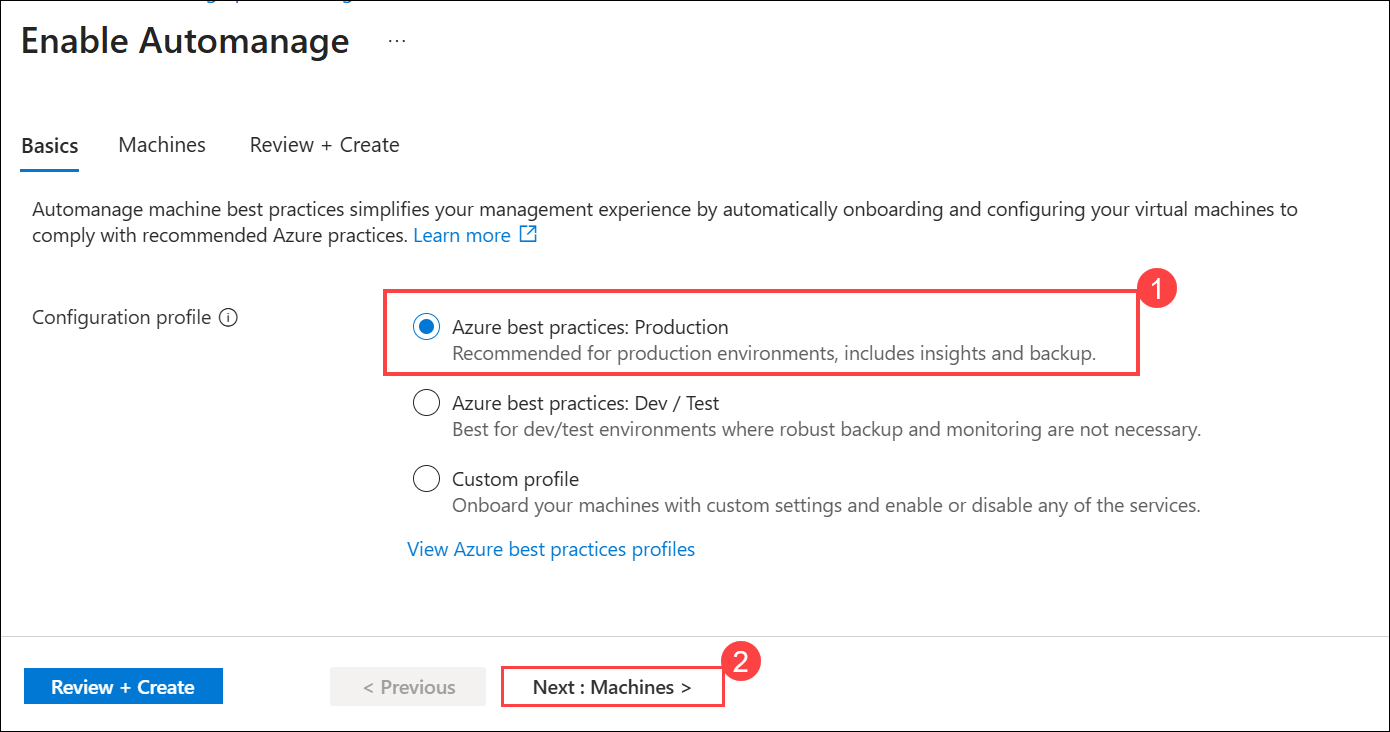 Enable Automanage ...
Basics Machines Review + Create
Automanage machine best practices simplifies your management experience by automatically onboarding and configuring your virtual machines to
comply with recommended Azure practices. Learn more
1
Configuration profile
Azure best practices: Production
Recommended for production environments, includes insights and backup.
Azure best practices: Dev / Test
Best for dev/test environments where robust backup and monitoring are not necessary.
Custom profile
Onboard your machines with custom settings and enable or disable any of the services.
View Azure best practices profiles
2
Review + Create < Previous Next : Machines >